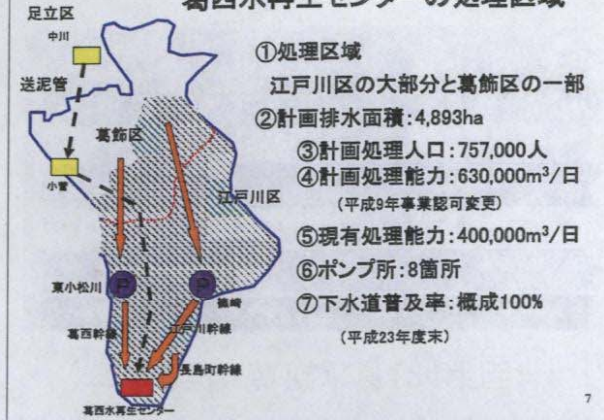 葛西水再生センターの処理区域
足立区
中川
送泥管
葛飾区
小菅
江戸川区
東小松川
P
P
篠崎
葛西幹線
江戸川幹線
長島町幹線
葛西水再生センター
①処理区域
江戸川区の大部分と葛飾区の一部
②計画排水面積:4,893ha
③計画処理人口:757,000人
④計画処理能力:630,000m³/日
(平成9年事業認可変更)
⑤現有処理能力:400,000m³/日
⑥ポンプ所:8箇所
⑦下水道普及率:概成100%
(平成23年度末)
7